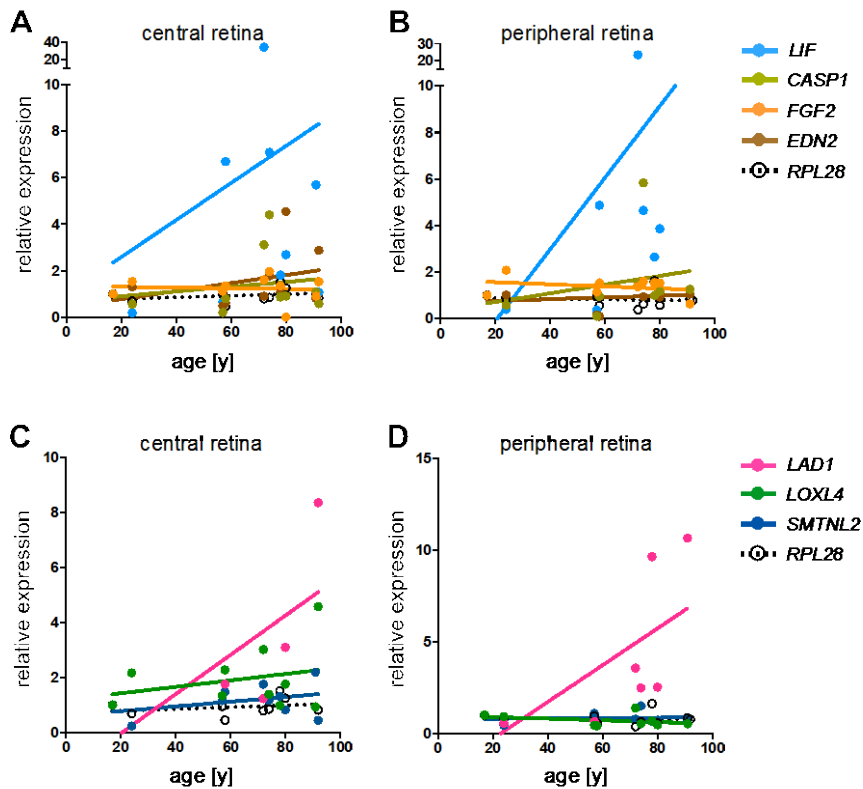 A
central retina
40
20
10
8
6
4
2
0
0 20 40 60 80 100
relative expression
age [y]
B
peripheral retina
30
20
10
8
6
4
2
0
0 20 40 60 80 100
relative expression
age [y]
LIF
CASP1
FGF2
EDN2
RPL28
C
central retina
10
8
6
4
2
0
0 20 40 60 80 100
relative expression
age [y]
D
peripheral retina
15
10
5
0
0 20 40 60 80 100
relative expression
age [y]
LAD1
LOXL4
SMTNL2
RPL28